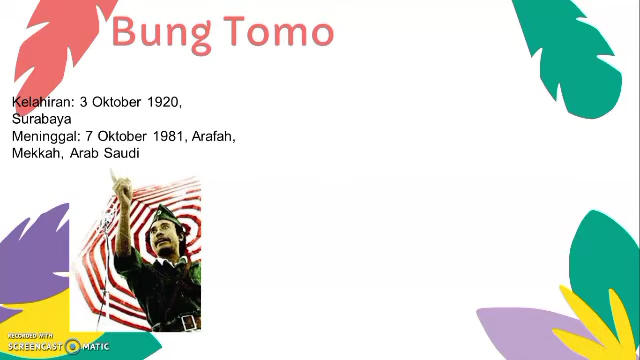 Bung Tomo
Kelahiran: 3 Oktober 1920,
Surabaya
Meninggal: 7 Oktober 1981, Arafah,
Mekkah, Arab Saudi
RECORDED WITH
SCREENCAST MATIC